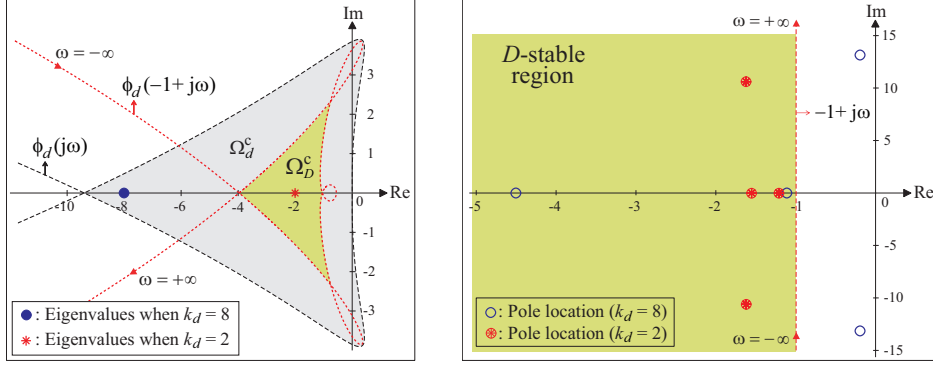 Im
ω = −∞
3
ϕd(−1+ jω)
2
ϕd(jω)
1
Ωdᶜ
ΩDᶜ
Re
-10
-8
-6
-4
-2
0
-1
ω = +∞
-2
-3
: Eigenvalues when kd = 8
: Eigenvalues when kd = 2
ω = +∞
Im
15
D-stable
region
10
−1+ jω
5
Re
-5
-4
-3
-2
-1
0
-5
-10
: Pole location (kd = 8)
: Pole location (kd = 2)
ω = −∞
-15